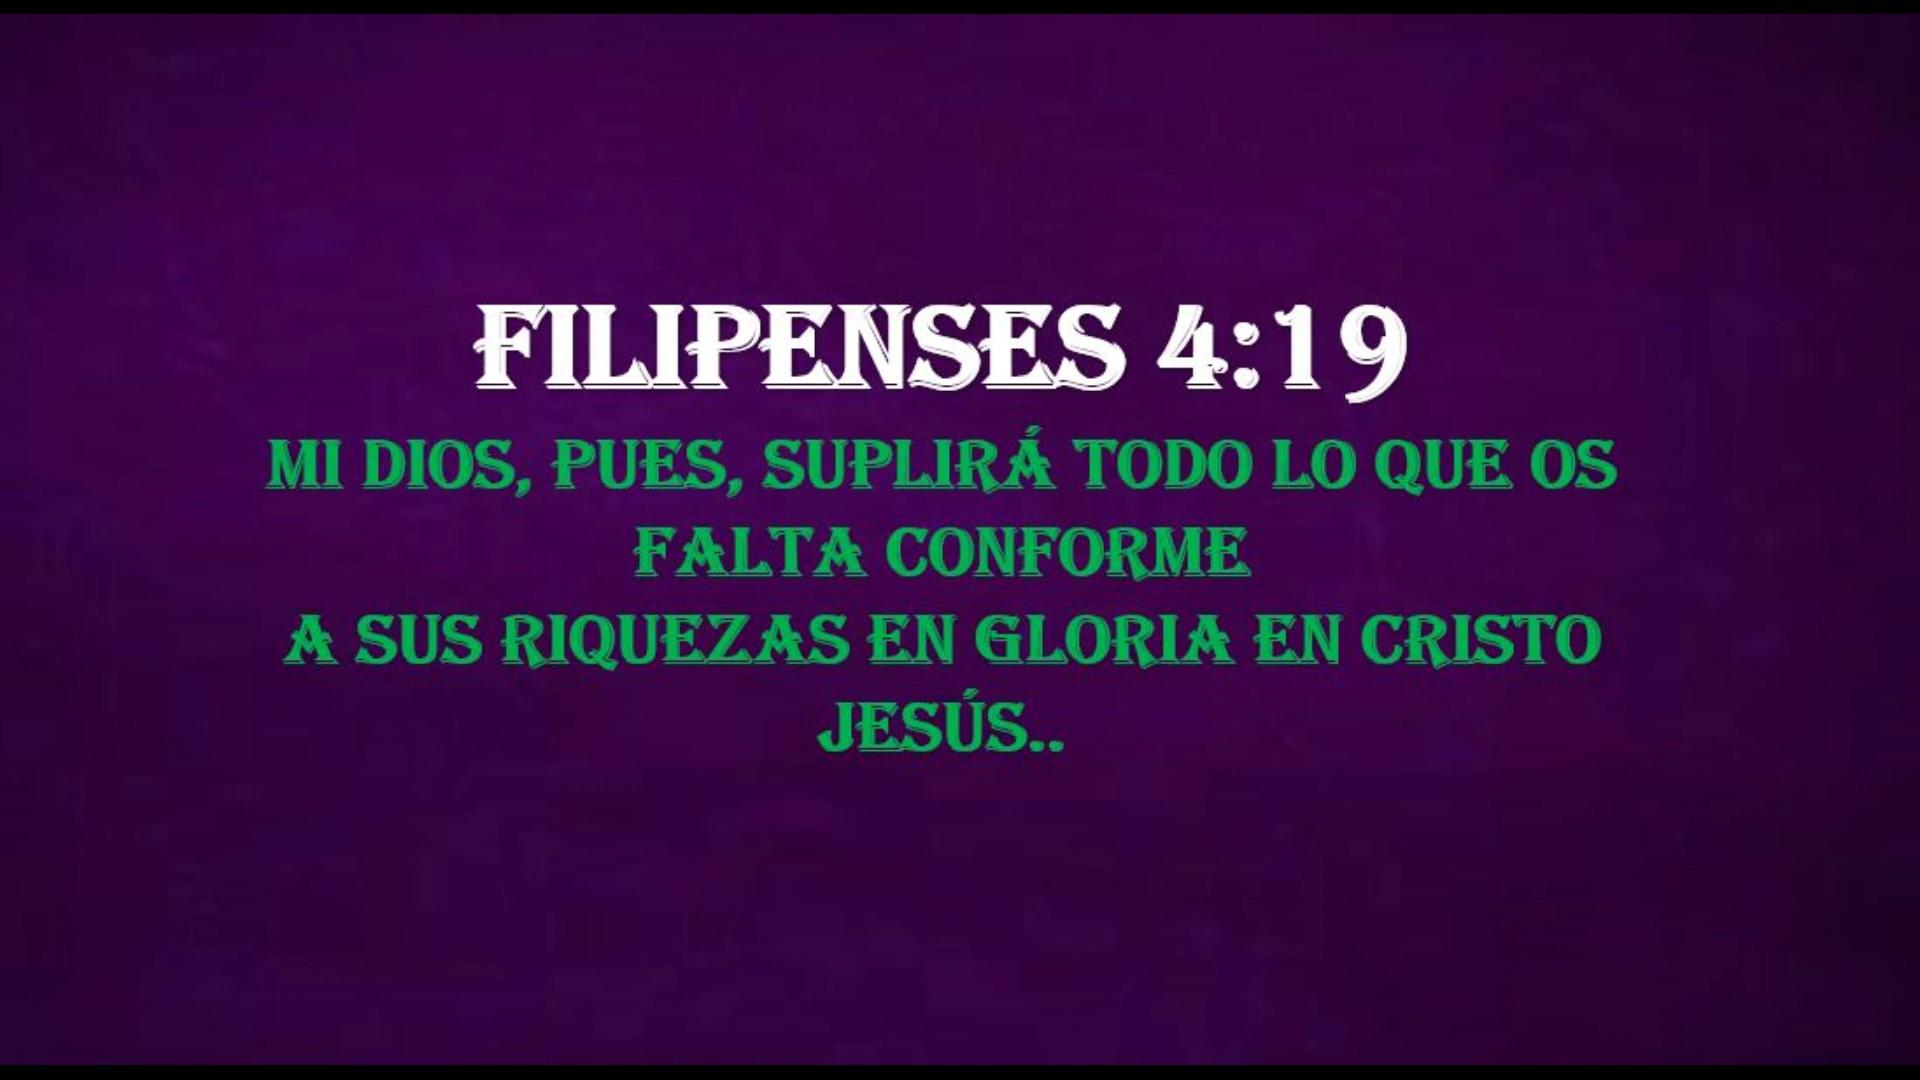 FILIPENSES 4:19
MI DIOS, PUES, SUPLIRÁ TODO LO QUE OS
FALTA CONFORME
A SUS RIQUEZAS EN GLORIA EN CRISTO
JESÚS..